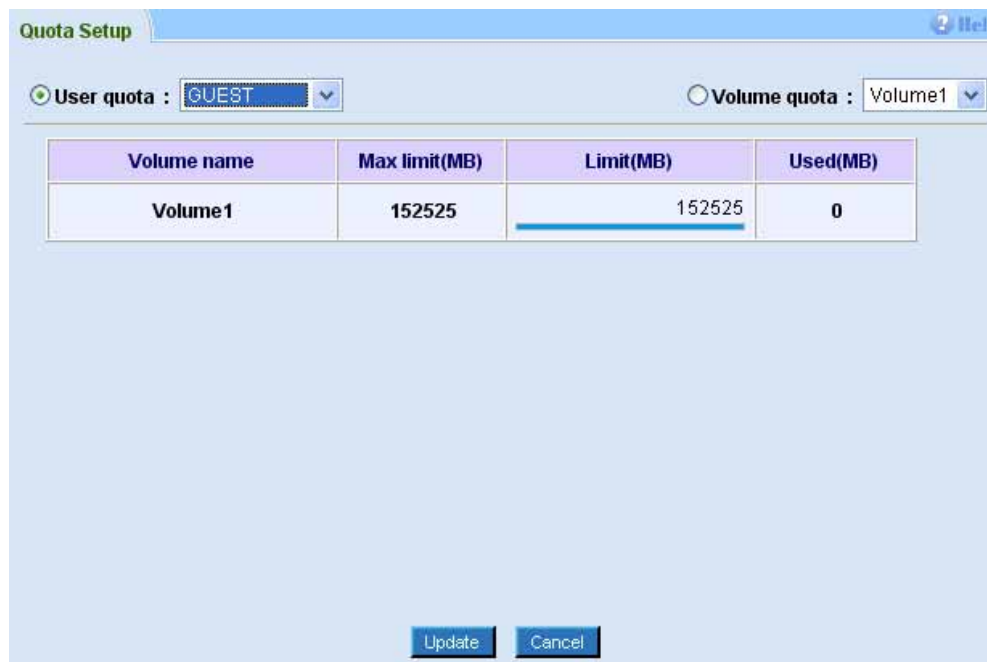 Quota Setup
User quota : GUEST Volume quota : Volume1
Volume name Max limit(MB) Limit(MB) Used(MB)
Volume1 152525 152525 0
Update Cancel